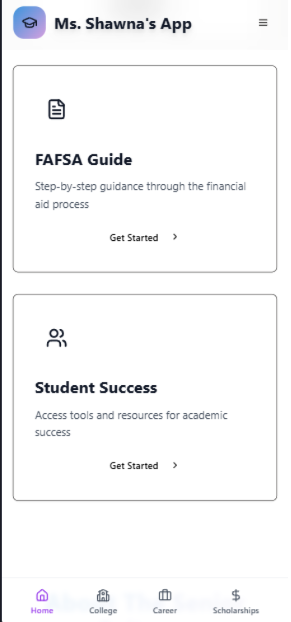 Ms. Shawna's App
FAFSA Guide
Step-by-step guidance through the financial
aid process
Get Started
Student Success
Access tools and resources for academic
success
Get Started
Home College Career Scholarships